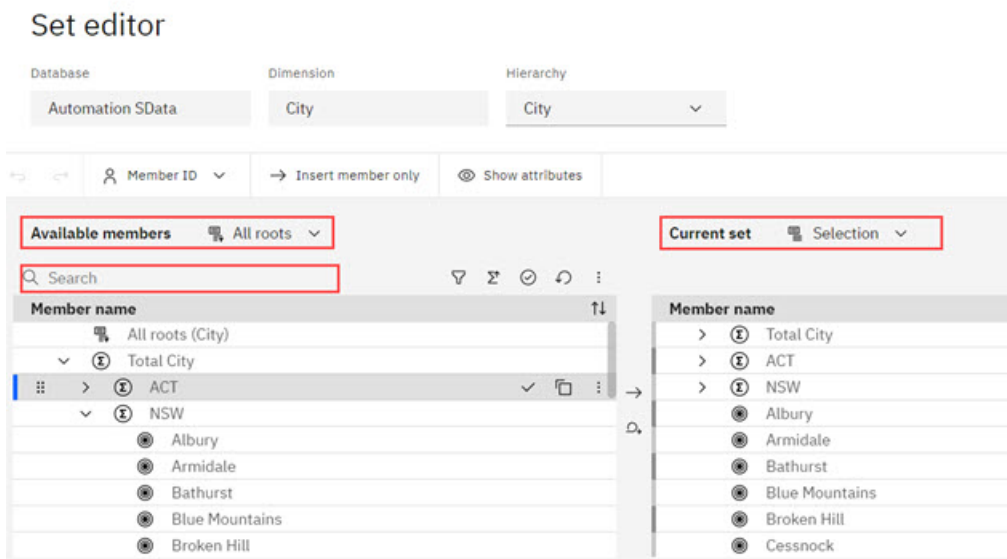 Set editor
Database Dimension Hierarchy
Automation SData City City
Member ID Insert member only Show attributes
Available members All roots
Search
Member name
All roots (City)
Total City
ACT
NSW
Albury
Armidale
Bathurst
Blue Mountains
Broken Hill
Current set Selection
Member name
Total City
ACT
NSW
Albury
Armidale
Bathurst
Blue Mountains
Broken Hill
Cessnock